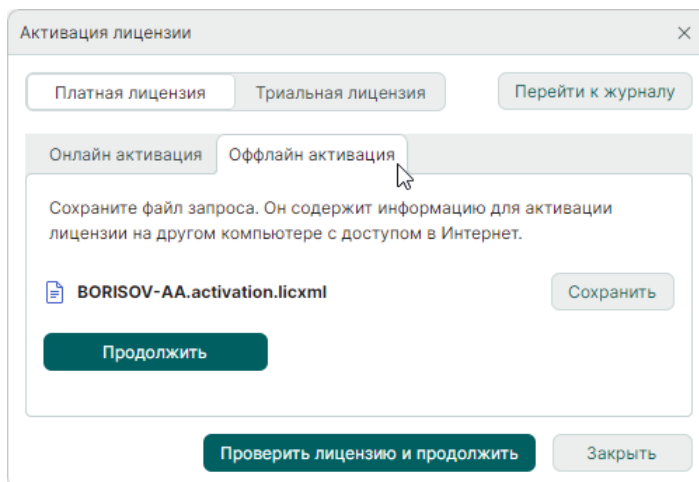 Активация лицензии
Платная лицензия Триальная лицензия Перейти к журналу
Онлайн активация Оффлайн активация
Сохраните файл запроса. Он содержит информацию для активации
лицензии на другом компьютере с доступом в Интернет.
BORISOV-AA.activation.licxml Сохранить
Продолжить
Проверить лицензию и продолжить Закрыть